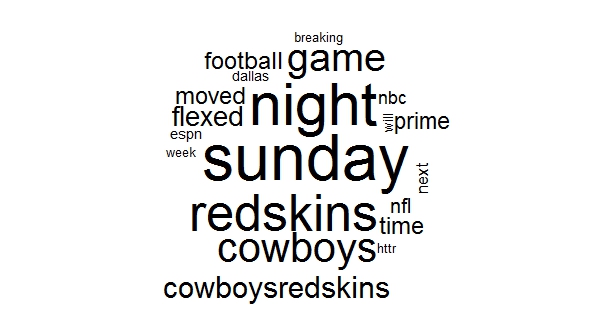 breaking
football game
dallas
moved night nbc
flexed will prime
espn
week sunday next
redskins nfl
time
cowboys httr
cowboysredskins